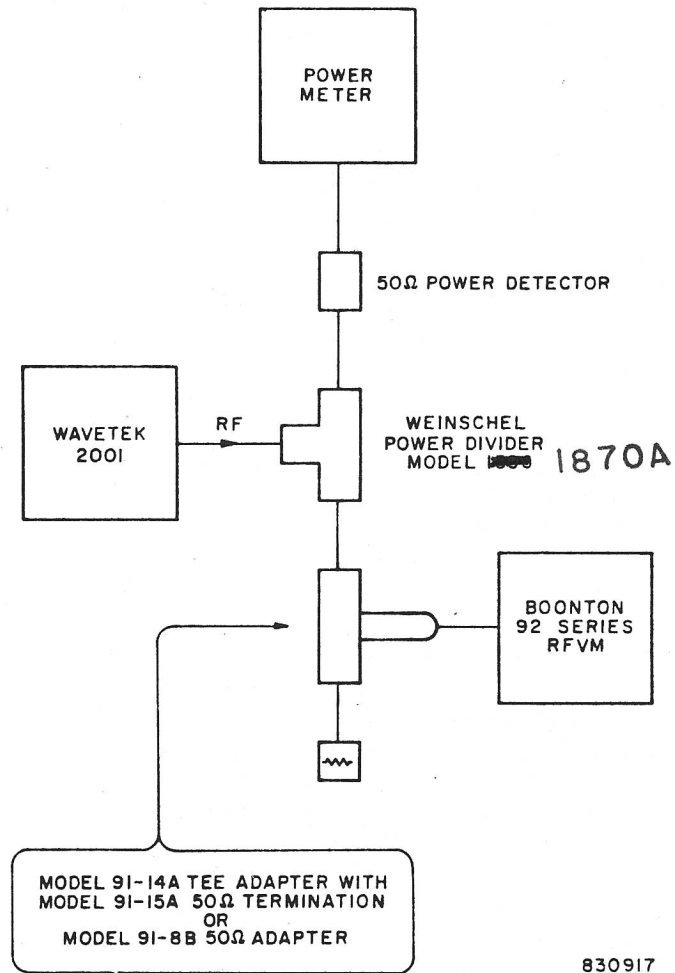 POWER
METER
50Ω POWER DETECTOR
WAVETEK
2001
RF
WEINSCHEL
POWER DIVIDER
MODEL 1870A
BOONTON
92 SERIES
RFVM
MODEL 91-14A TEE ADAPTER WITH
MODEL 91-15A 50Ω TERMINATION
OR
MODEL 91-8B 50Ω ADAPTER
830917